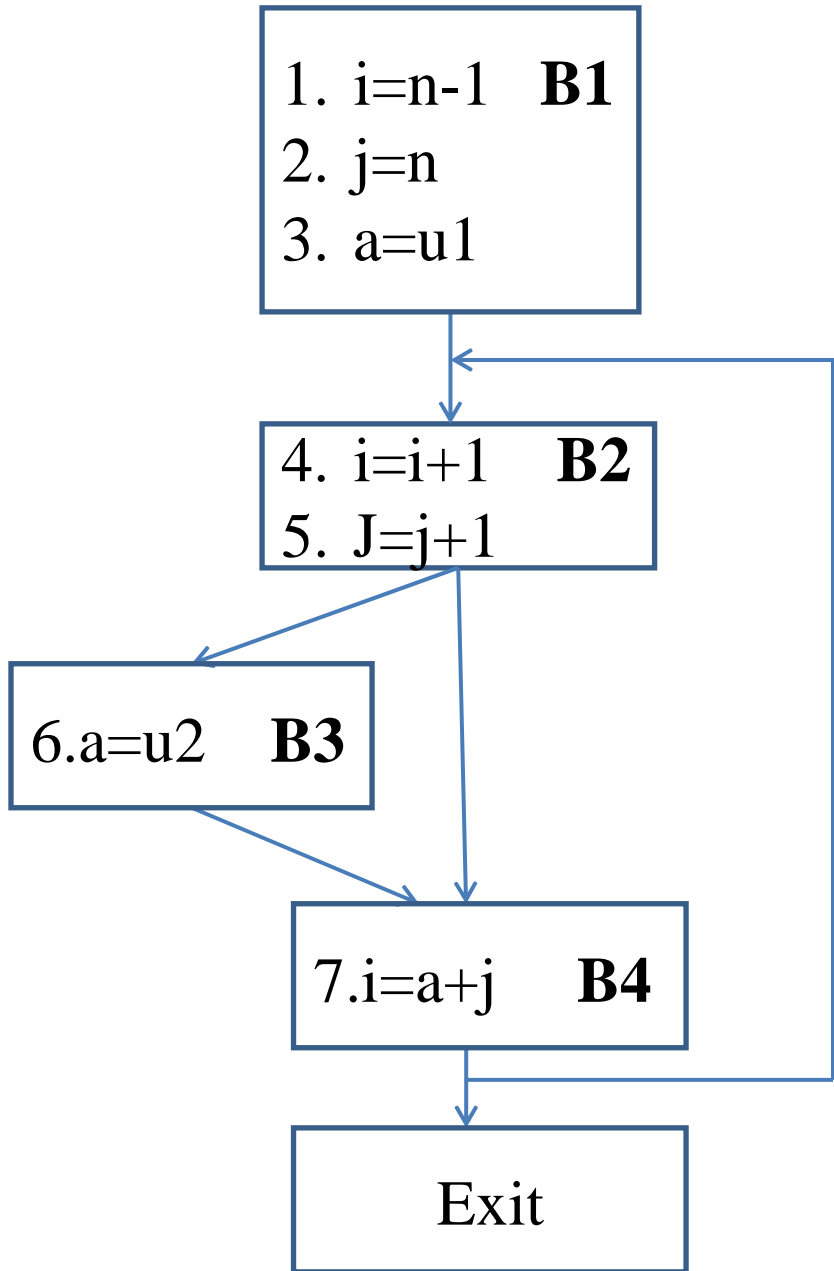 1. i=n-1 B1
2. j=n
3. a=u1
4. i=i+1 B2
5. J=j+1
6.a=u2 B3
7.i=a+j B4
Exit